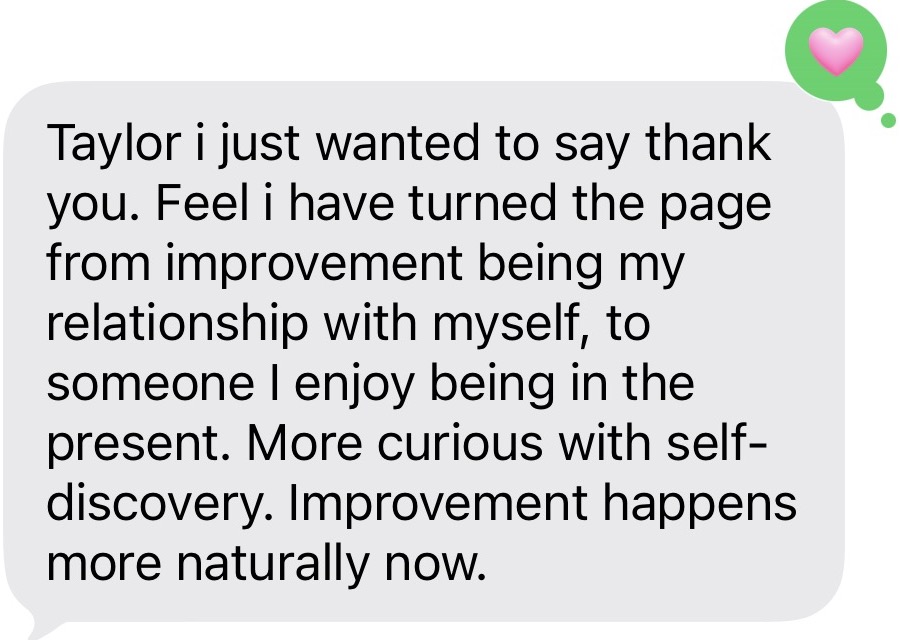 Taylor i just wanted to say thank
you. Feel i have turned the page
from improvement being my
relationship with myself, to
someone I enjoy being in the
present. More curious with self-
discovery. Improvement happens
more naturally now.